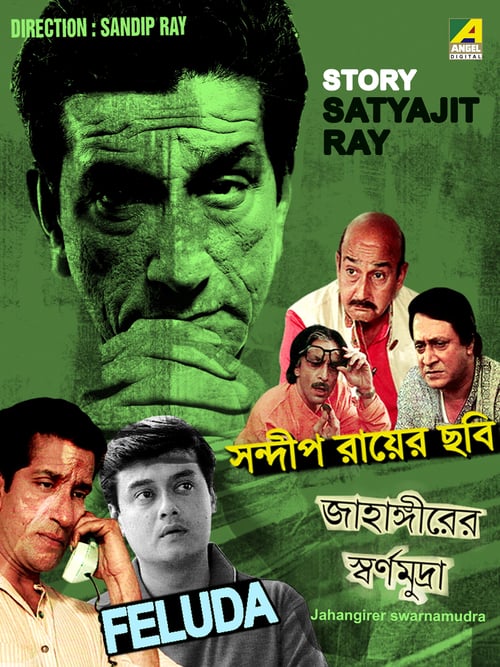 DIRECTION : SANDIP RAY
ANGEL
DIGITAL
STORY
SATYAJIT
RAY
সন্দীপ রায়ের ছবি
জাহাঙ্গীরের
স্বর্ণমুদ্রা
Jahangirer swarnamudra
FELUDA